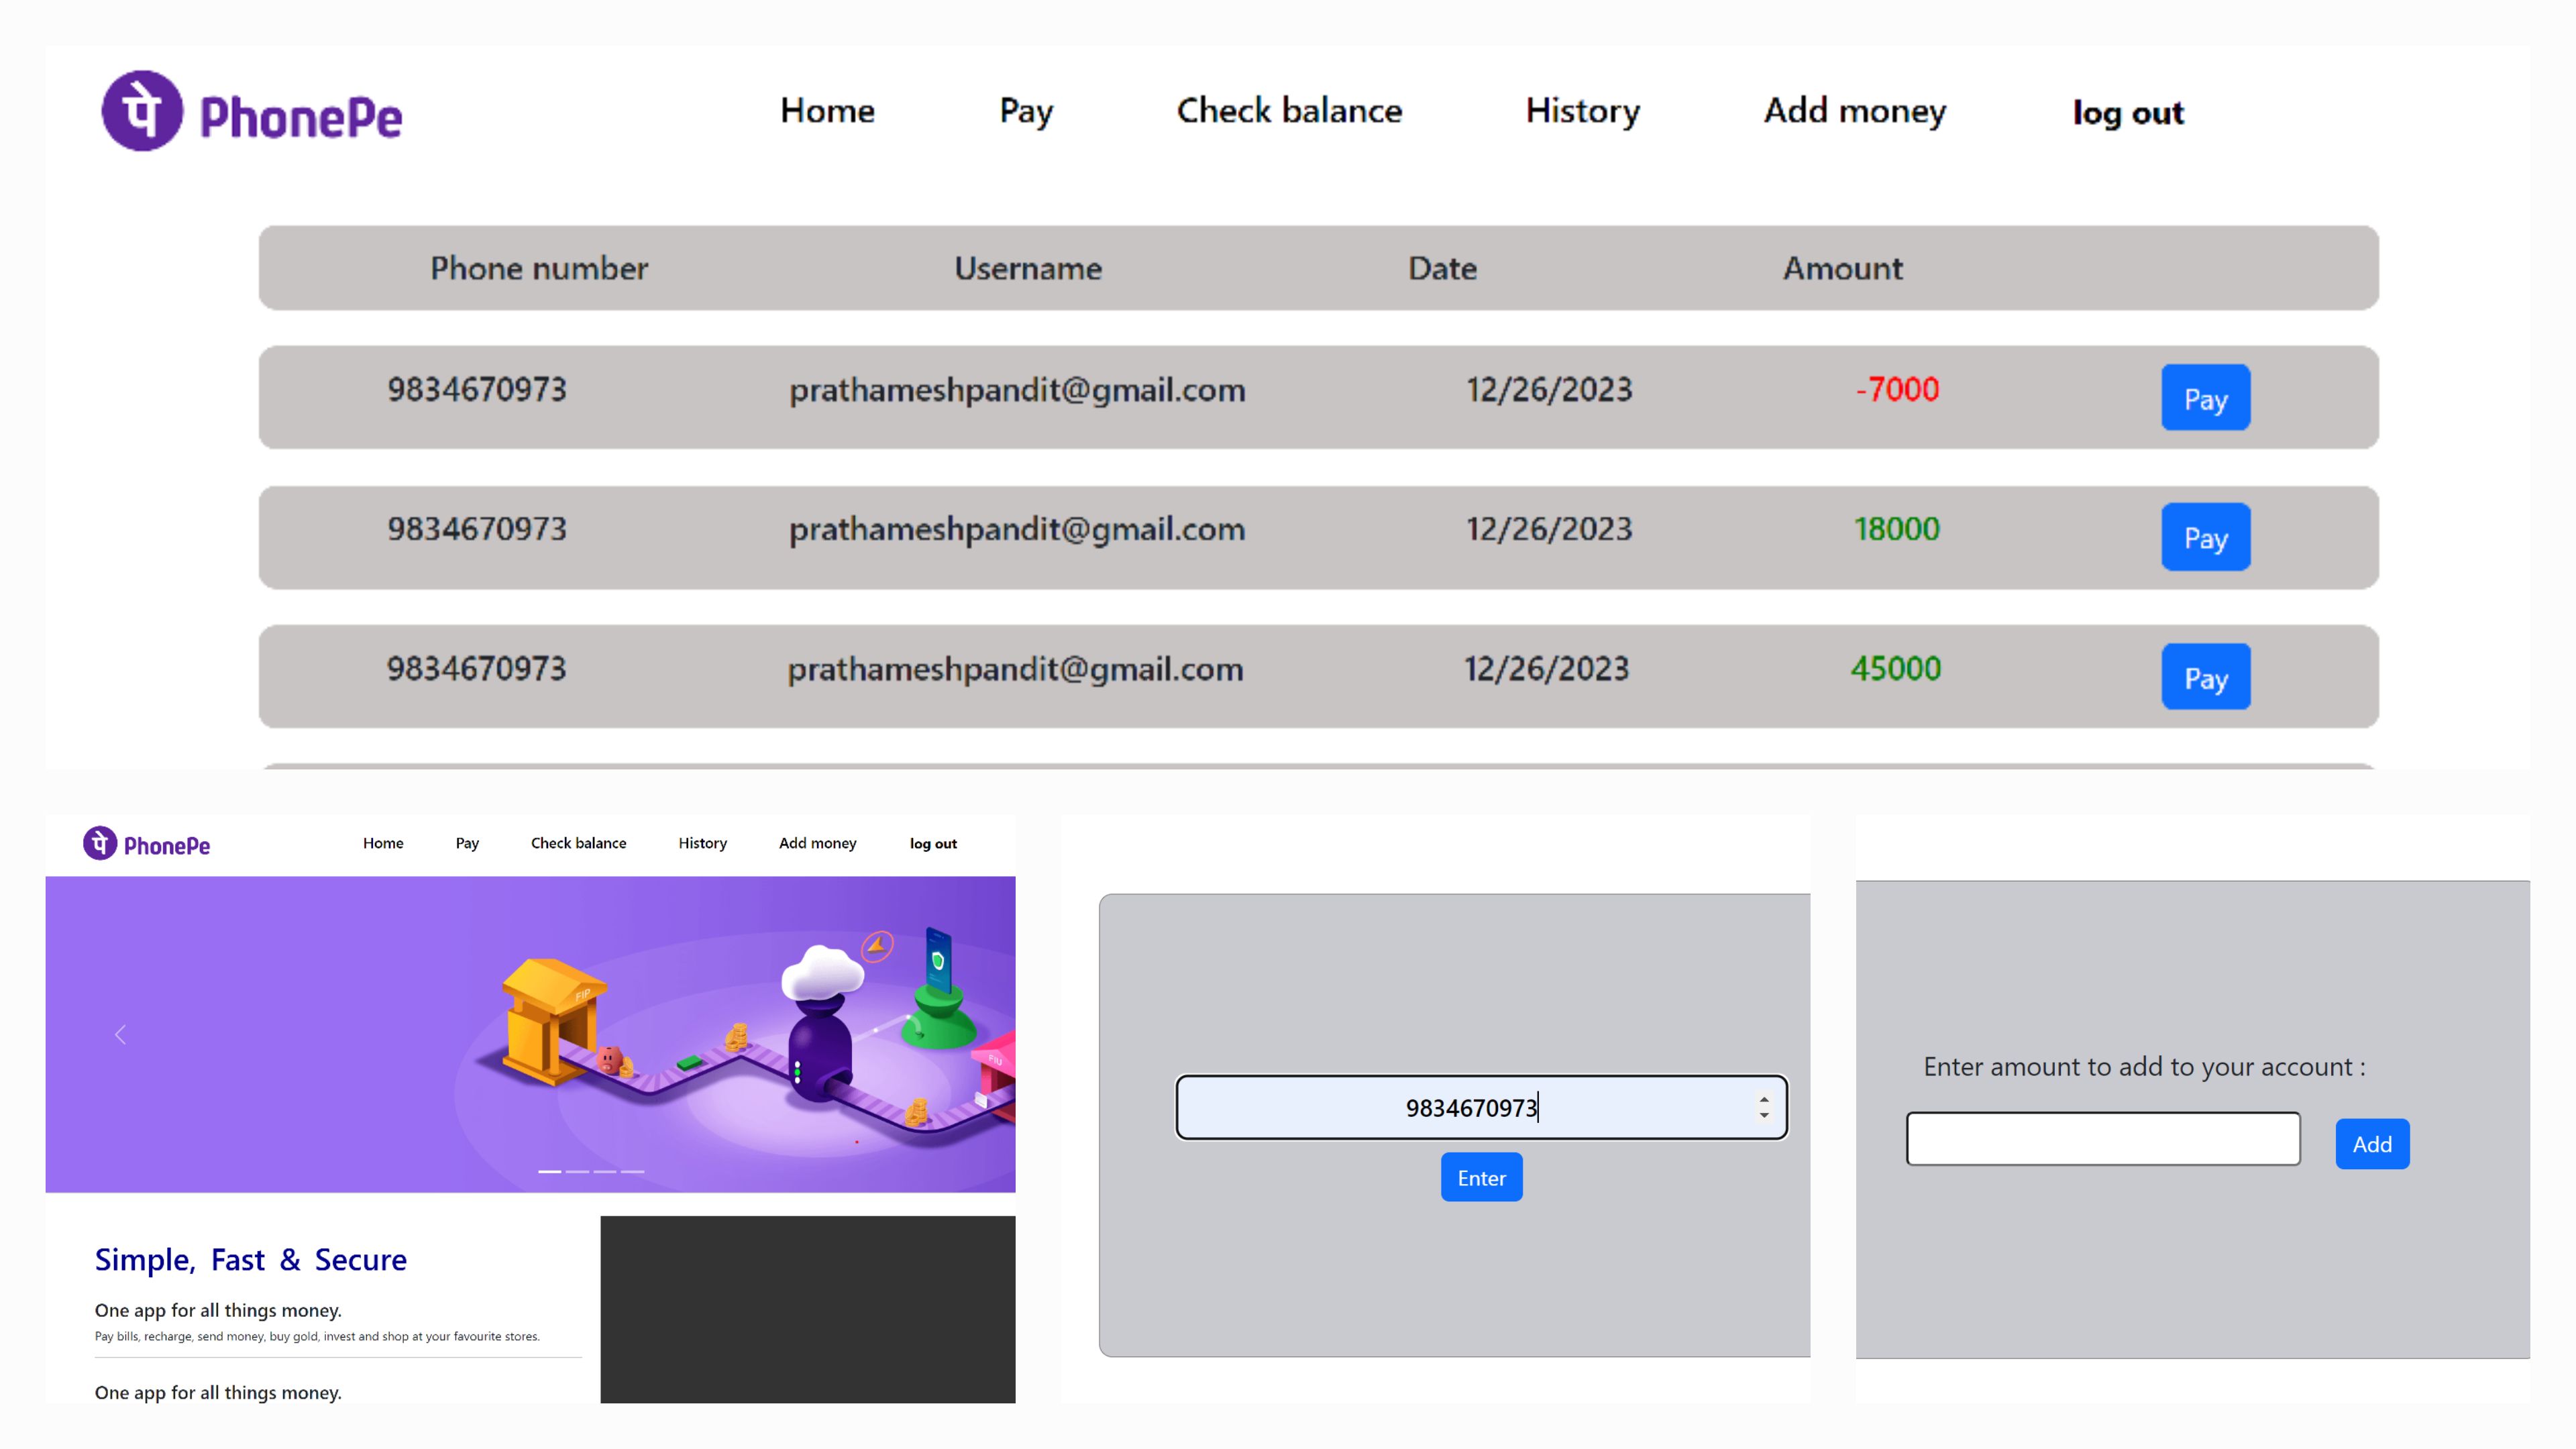 पे PhonePe Home Pay Check balance History Add money log out
Phone number Username Date Amount
9834670973 prathameshpandit@gmail.com 12/26/2023 -7000 Pay
9834670973 prathameshpandit@gmail.com 12/26/2023 18000 Pay
9834670973 prathameshpandit@gmail.com 12/26/2023 45000 Pay
पे PhonePe Home Pay Check balance History Add money log out
FIP
FIU
Simple, Fast & Secure
One app for all things money.
Pay bills, recharge, send money, buy gold, invest and shop at your favourite stores.
One app for all things money.
9834670973
Enter
Enter amount to add to your account :
Add